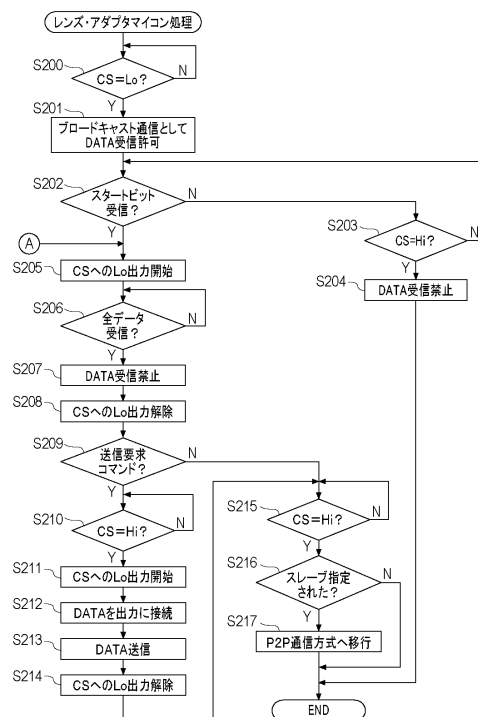 レンズ・アダプタマイコン処理
S200
CS=Lo?
N
Y
S201
ブロードキャスト通信として
DATA受信許可
S202
スタートビット
受信?
N
Y
S203
CS=Hi?
N
Y
S204
DATA受信禁止
A
S205
CSへのLo出力開始
S206
全データ
受信?
N
Y
S207
DATA受信禁止
S208
CSへのLo出力解除
S209
送信要求
コマンド?
N
Y
S210
CS=Hi?
N
Y
S211
CSへのLo出力開始
S212
DATAを出力に接続
S213
DATA送信
S214
CSへのLo出力解除
S215
CS=Hi?
N
Y
S216
スレーブ指定
された?
N
Y
S217
P2P通信方式へ移行
END